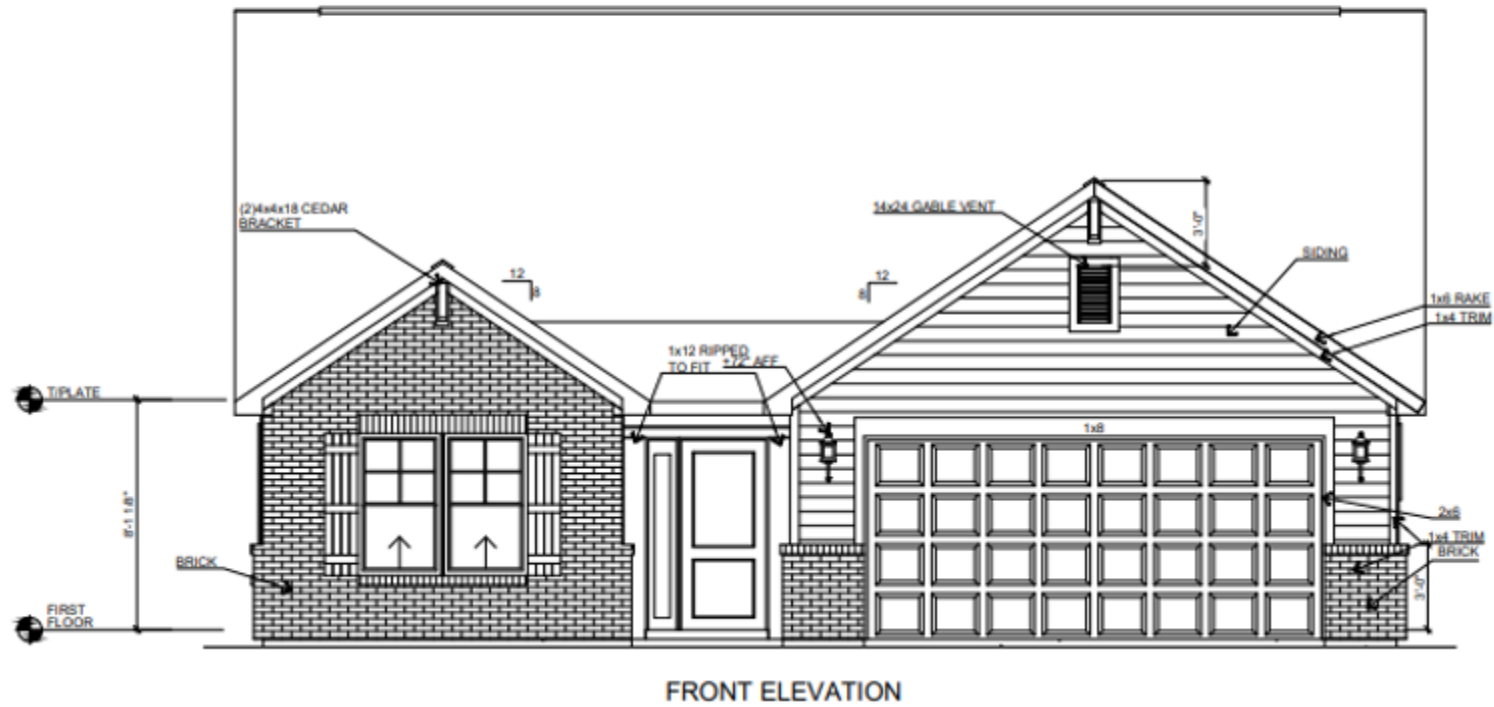 (2)4x4x18 CEDAR
BRACKET
14x24 GABLE VENT
3'-0"
SIDING
12
8
12
8
1x6 RAKE
1x4 TRIM
1x12 RIPPED
TO FIT
+72" AFF
T/PLATE
1x8
8'-1 1/8"
2x6
1x4 TRIM
BRICK
BRICK
3'-0"
FIRST
FLOOR
FRONT ELEVATION